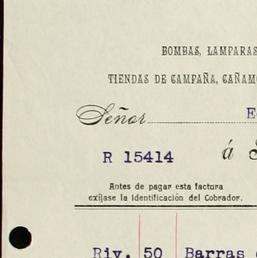 BOMBAS, LAMPARAS
TIENDAS DE CAMPAÑA, CAÑAMO
Señor
R 15414 á
Antes de pagar esta factura
exíjase la Identificación del Cobrador.
Riv. 50 Barras